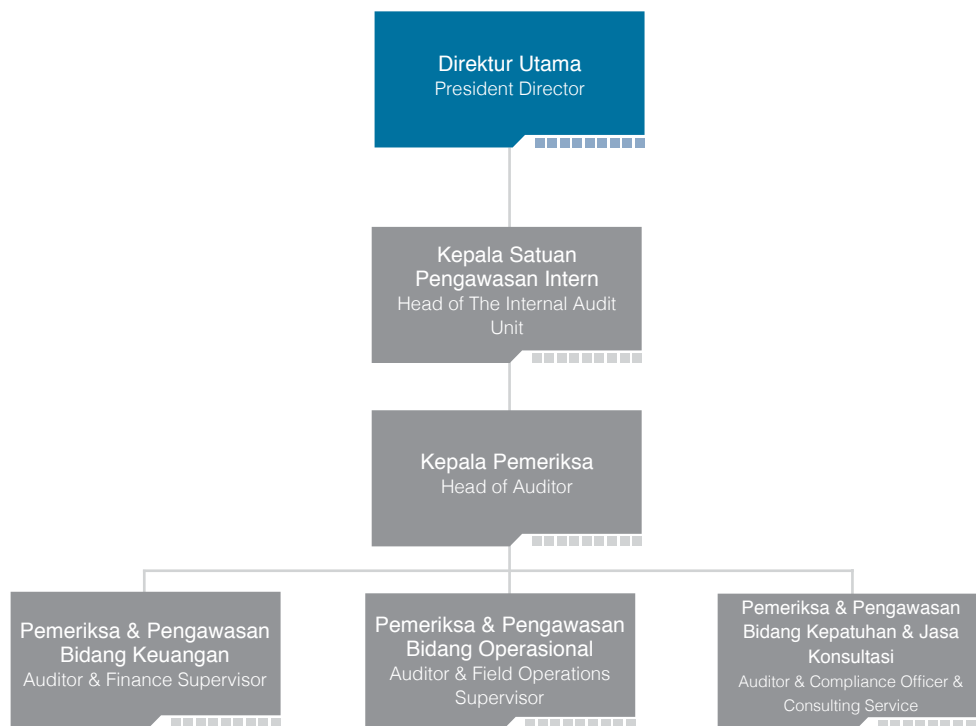 Direktur Utama
President Director
Kepala Satuan
Pengawasan Intern
Head of The Internal Audit
Unit
Kepala Pemeriksa
Head of Auditor
Pemeriksa & Pengawasan
Bidang Keuangan
Auditor & Finance Supervisor
Pemeriksa & Pengawasan
Bidang Operasional
Auditor & Field Operations
Supervisor
Pemeriksa & Pengawasan
Bidang Kepatuhan & Jasa
Konsultasi
Auditor & Compliance Officer &
Consulting Service